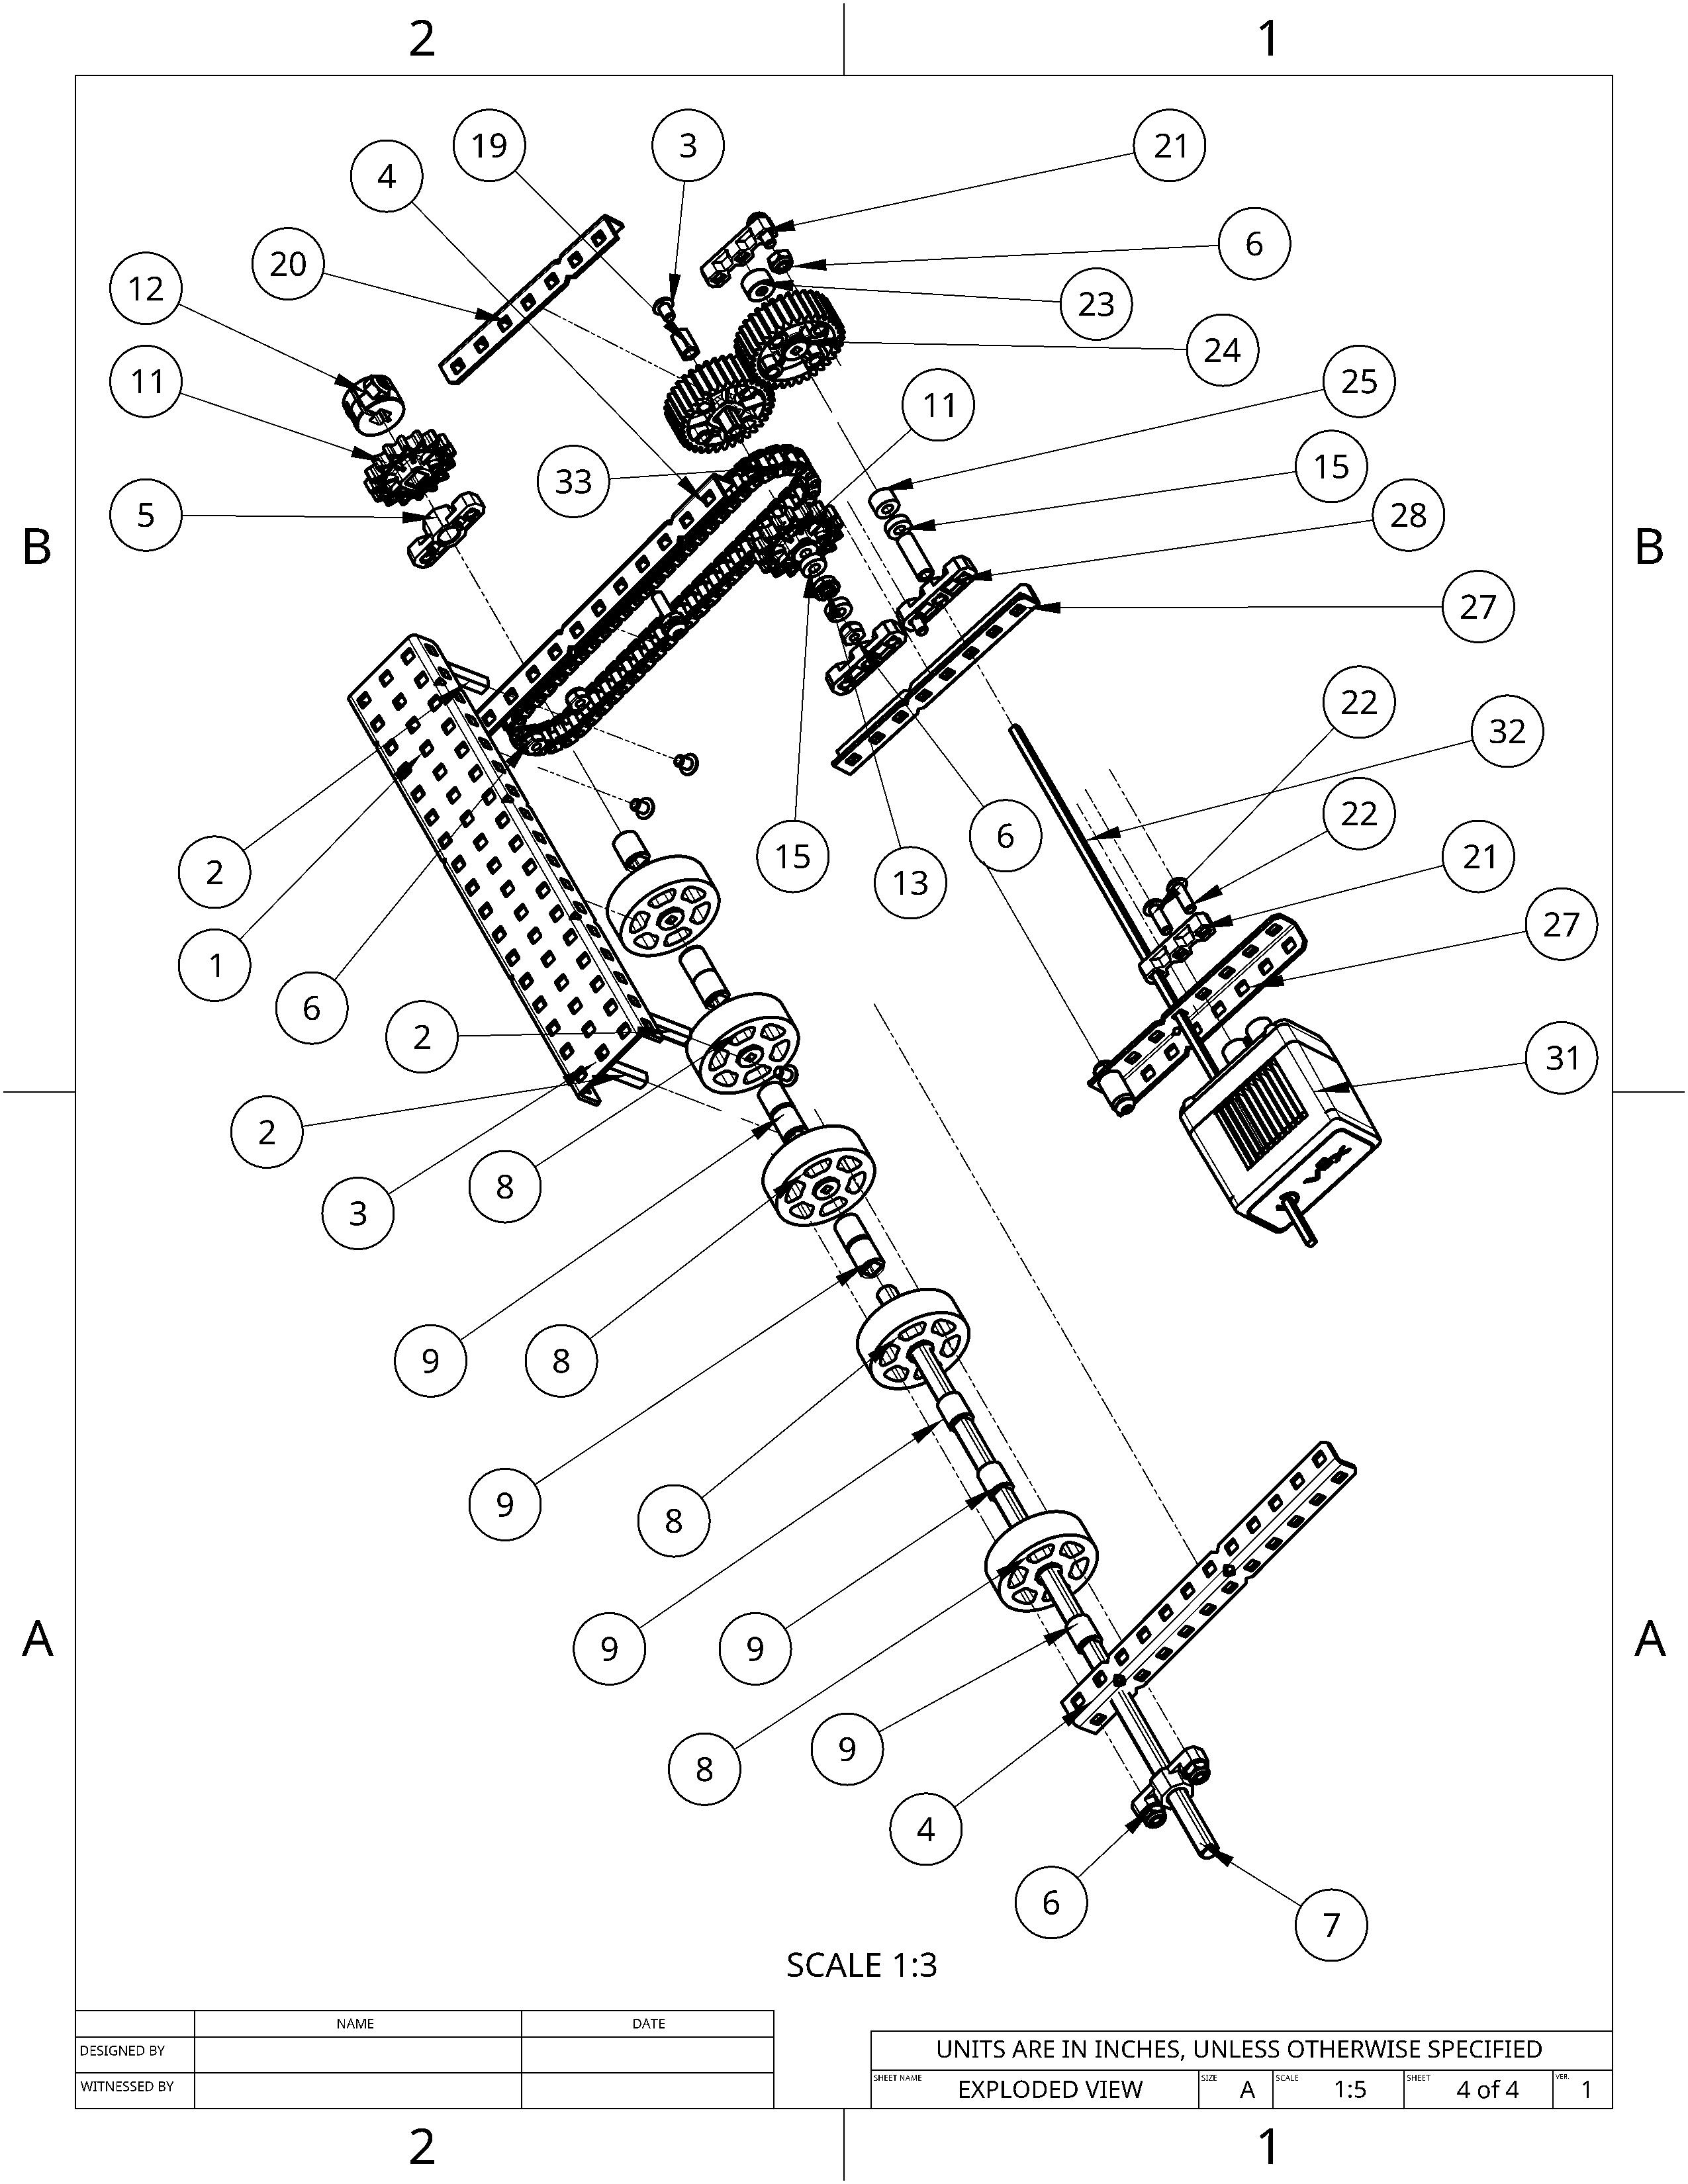 2 1
19 3 21
4
20 6
12 23
11 24
11 25
33 15
5 28
B B
27
22
32
22
15 6 21
2 13
27
1
6
2 31
VEX
2
8
3
9 8
9
8
9 9
A A
8 9
4
6
7
SCALE 1:3
NAME DATE
DESIGNED BY
WITNESSED BY
UNITS ARE IN INCHES, UNLESS OTHERWISE SPECIFIED
SHEET NAME EXPLODED VIEW SIZE A SCALE 1:5 SHEET 4 of 4 VER. 1
2 1